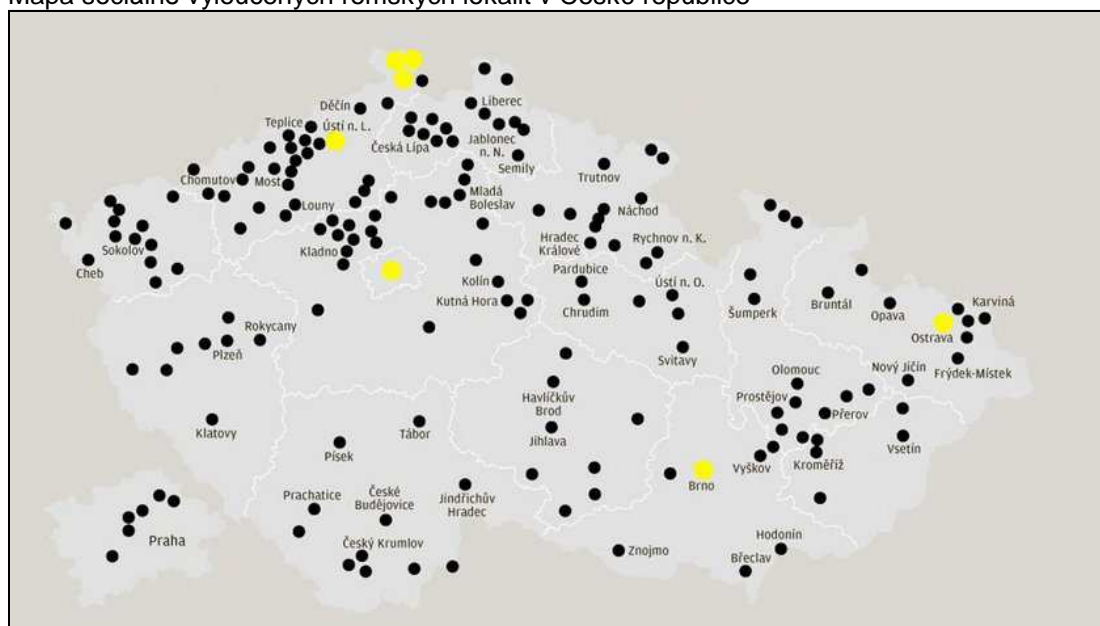 Mapa sociálně vyloučených romských lokalit v České republice
Děčín
Liberec
Teplice
Ústí n. L.
Česká Lípa
Jablonec
n. N.
Semily
Trutnov
Chomutov
Most
Mladá
Boleslav
Louny
Náchod
Hradec
Králové
Rychnov n. K.
Sokolov
Kladno
Cheb
Pardubice
Kolín
Ústí n. O.
Kutná Hora
Chrudim
Šumperk
Bruntál
Opava
Karviná
Ostrava
Rokycany
Plzeň
Svitavy
Frýdek-Místek
Nový Jičín
Olomouc
Havlíčkův
Brod
Prostějov
Přerov
Klatovy
Tábor
Jihlava
Vsetín
Písek
Vyškov
Kroměříž
Brno
Prachatice
České
Budějovice
Jindřichův
Hradec
Praha
Český Krumlov
Hodonín
Znojmo
Břeclav